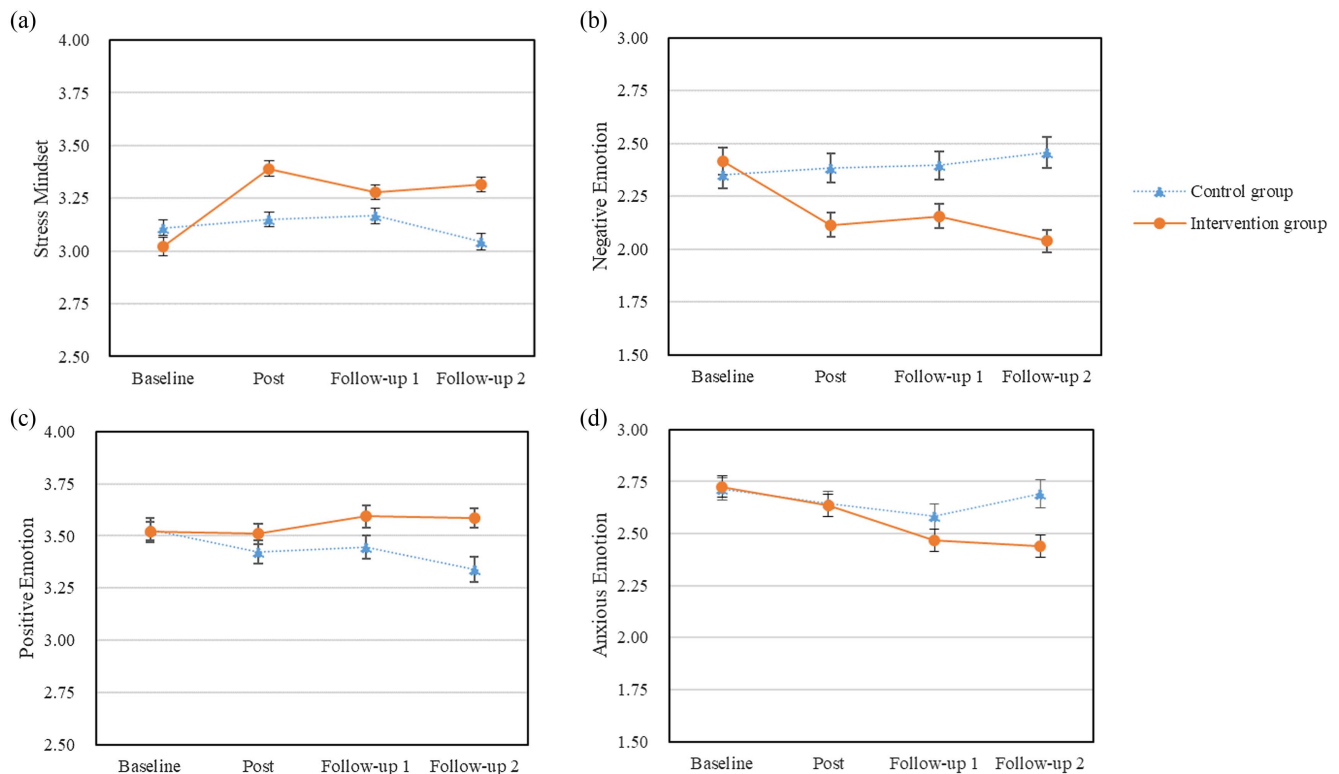 (a)
4.00
3.75
3.50
3.25
3.00
2.75
2.50
Stress Mindset
Baseline Post Follow-up 1 Follow-up 2
(b)
3.00
2.75
2.50
2.25
2.00
1.75
1.50
Negative Emotion
Baseline Post Follow-up 1 Follow-up 2
Control group
Intervention group
(c)
4.00
3.75
3.50
3.25
3.00
2.75
2.50
Positive Emotion
Baseline Post Follow-up 1 Follow-up 2
(d)
3.00
2.75
2.50
2.25
2.00
1.75
1.50
Anxious Emotion
Baseline Post Follow-up 1 Follow-up 2